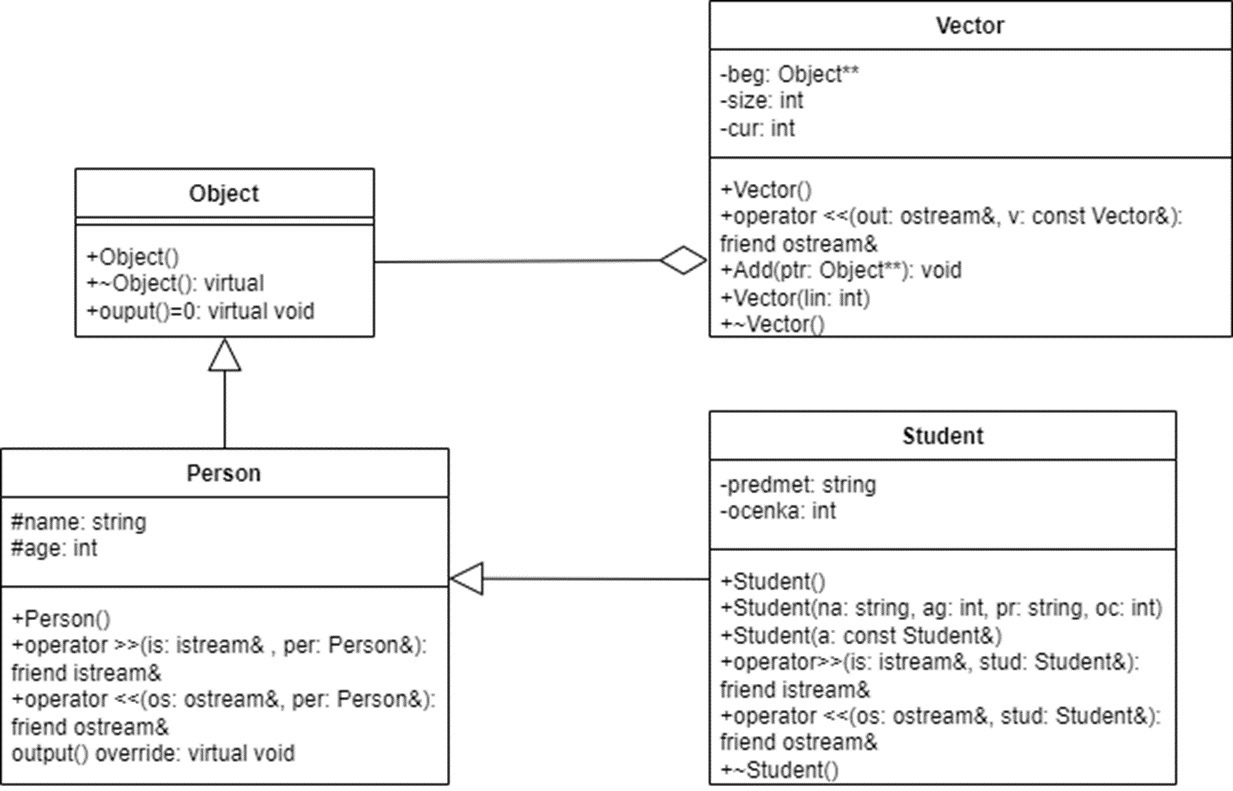 Vector
-beg: Object**
-size: int
-cur: int
+Vector()
+operator <<(out: ostream&, v: const Vector&):
friend ostream&
+Add(ptr: Object**): void
+Vector(lin: int)
+~Vector()
Object
+Object()
+~Object(): virtual
+ouput()=0: virtual void
Person
#name: string
#age: int
+Person()
+operator >>(is: istream& , per: Person&):
friend istream&
+operator <<(os: ostream&, per: Person&):
friend ostream&
output() override: virtual void
Student
-predmet: string
-ocenka: int
+Student()
+Student(na: string, ag: int, pr: string, oc: int)
+Student(a: const Student&)
+operator>>(is: istream&, stud: Student&):
friend istream&
+operator <<(os: ostream&, stud: Student&):
friend ostream&
+~Student()